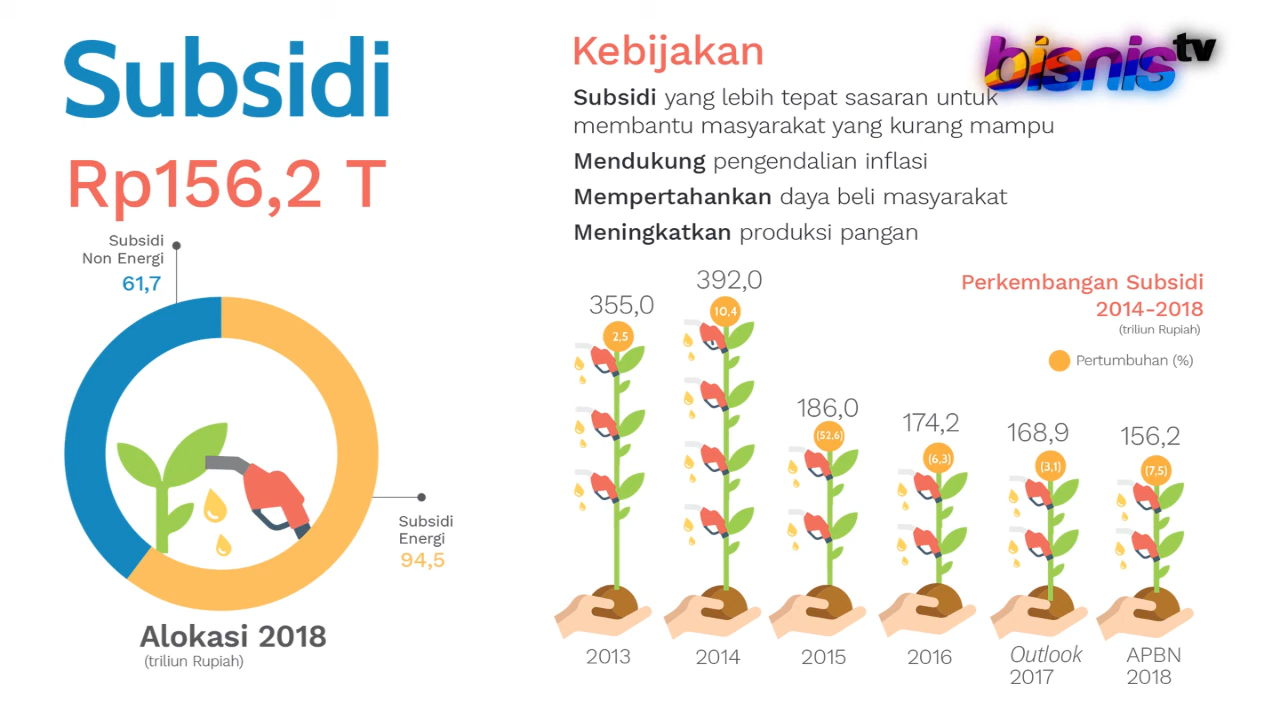 Subsidi
Rp156,2 T
Subsidi
Non Energi
61,7
Subsidi
Energi
94,5
Alokasi 2018
(triliun Rupiah)
bisnis tv
Kebijakan
Subsidi yang lebih tepat sasaran untuk
membantu masyarakat yang kurang mampu
Mendukung pengendalian inflasi
Mempertahankan daya beli masyarakat
Meningkatkan produksi pangan
Perkembangan Subsidi
2014-2018
(triliun Rupiah)
Pertumbuhan (%)
355,0
392,0
186,0
174,2
168,9
156,2
2,5
10,4
(52,6)
(6,3)
(3,1)
(7,5)
2013
2014
2015
2016
Outlook
2017
APBN
2018